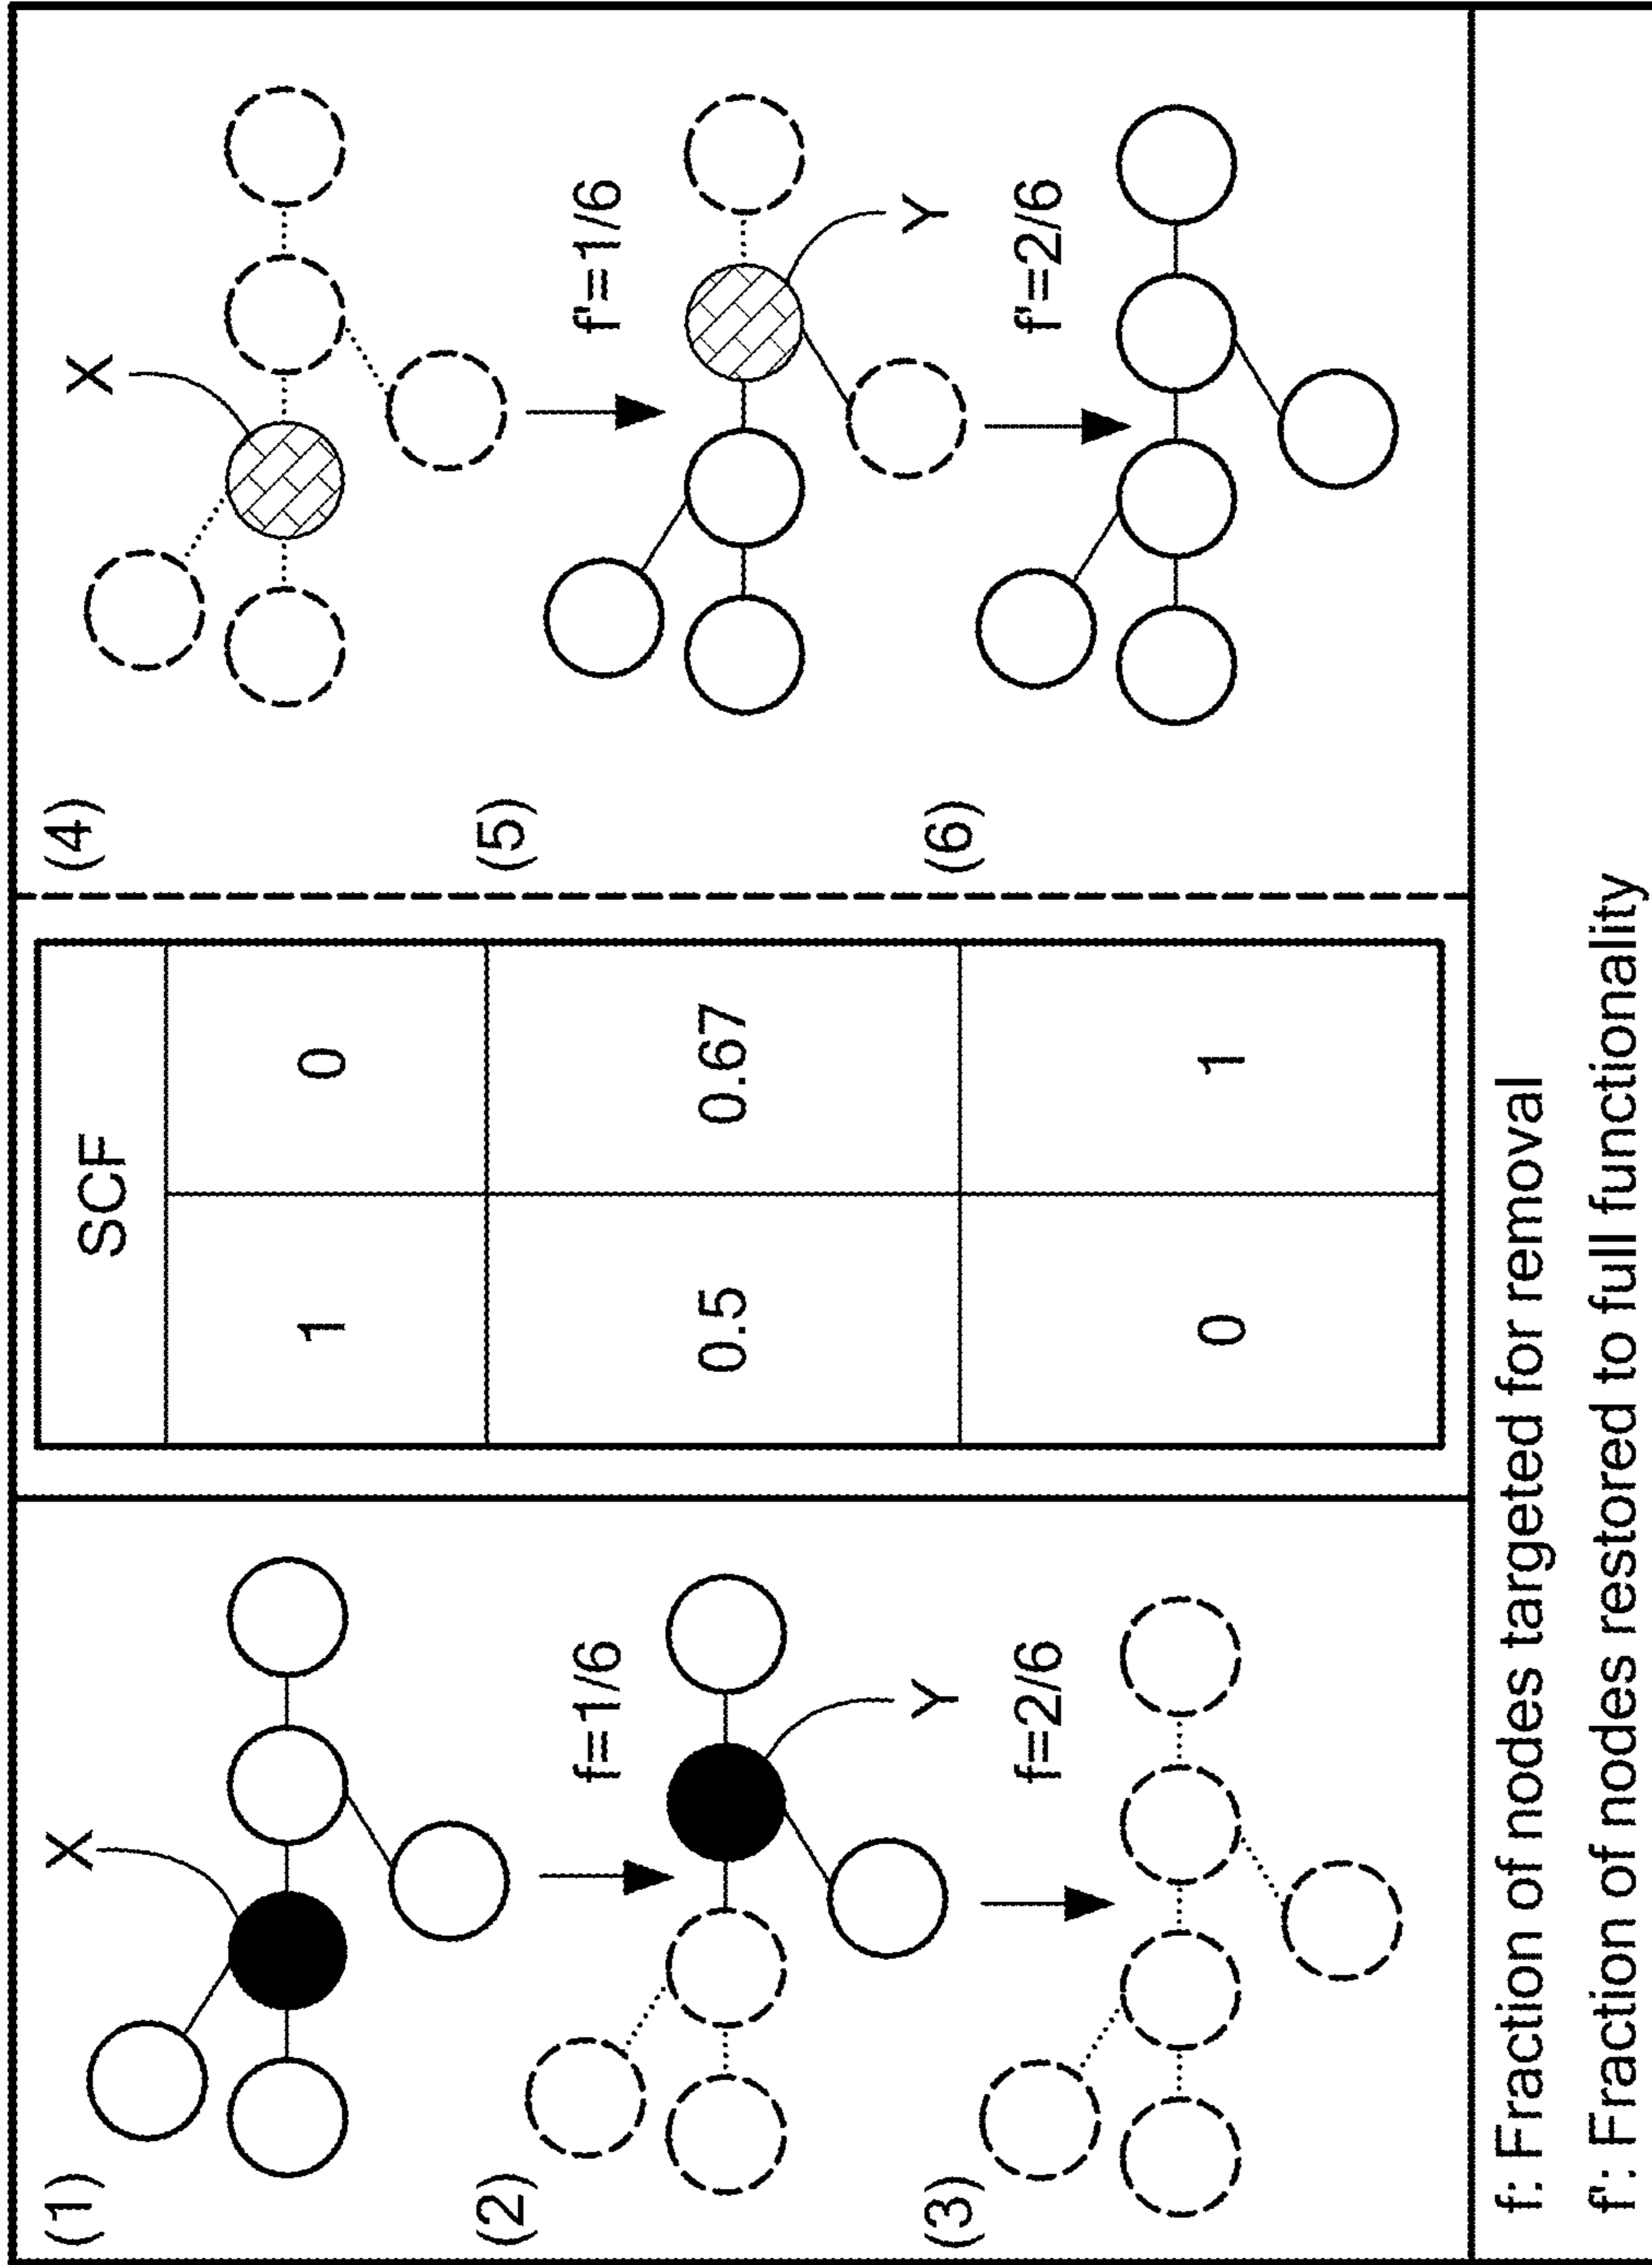 (1)
X
f=1/6
(2)
Y
f=2/6
(3)
SCF
1 0
0.5 0.67
0 1
(4)
X
f'=1/6
(5)
Y
f'=2/6
(6)
f: Fraction of nodes targeted for removal
f': Fraction of nodes restored to full functionality